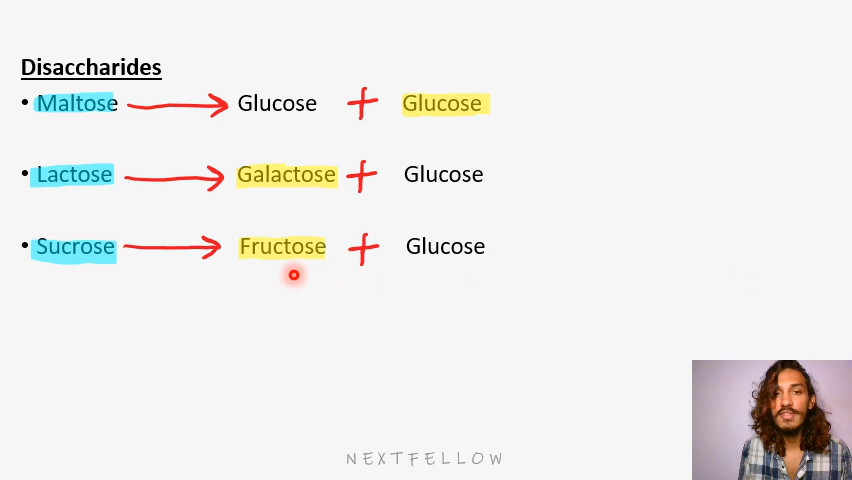 Disaccharides
• Maltose → Glucose + Glucose
• Lactose → Galactose + Glucose
• Sucrose → Fructose + Glucose
NEXTFELLOW